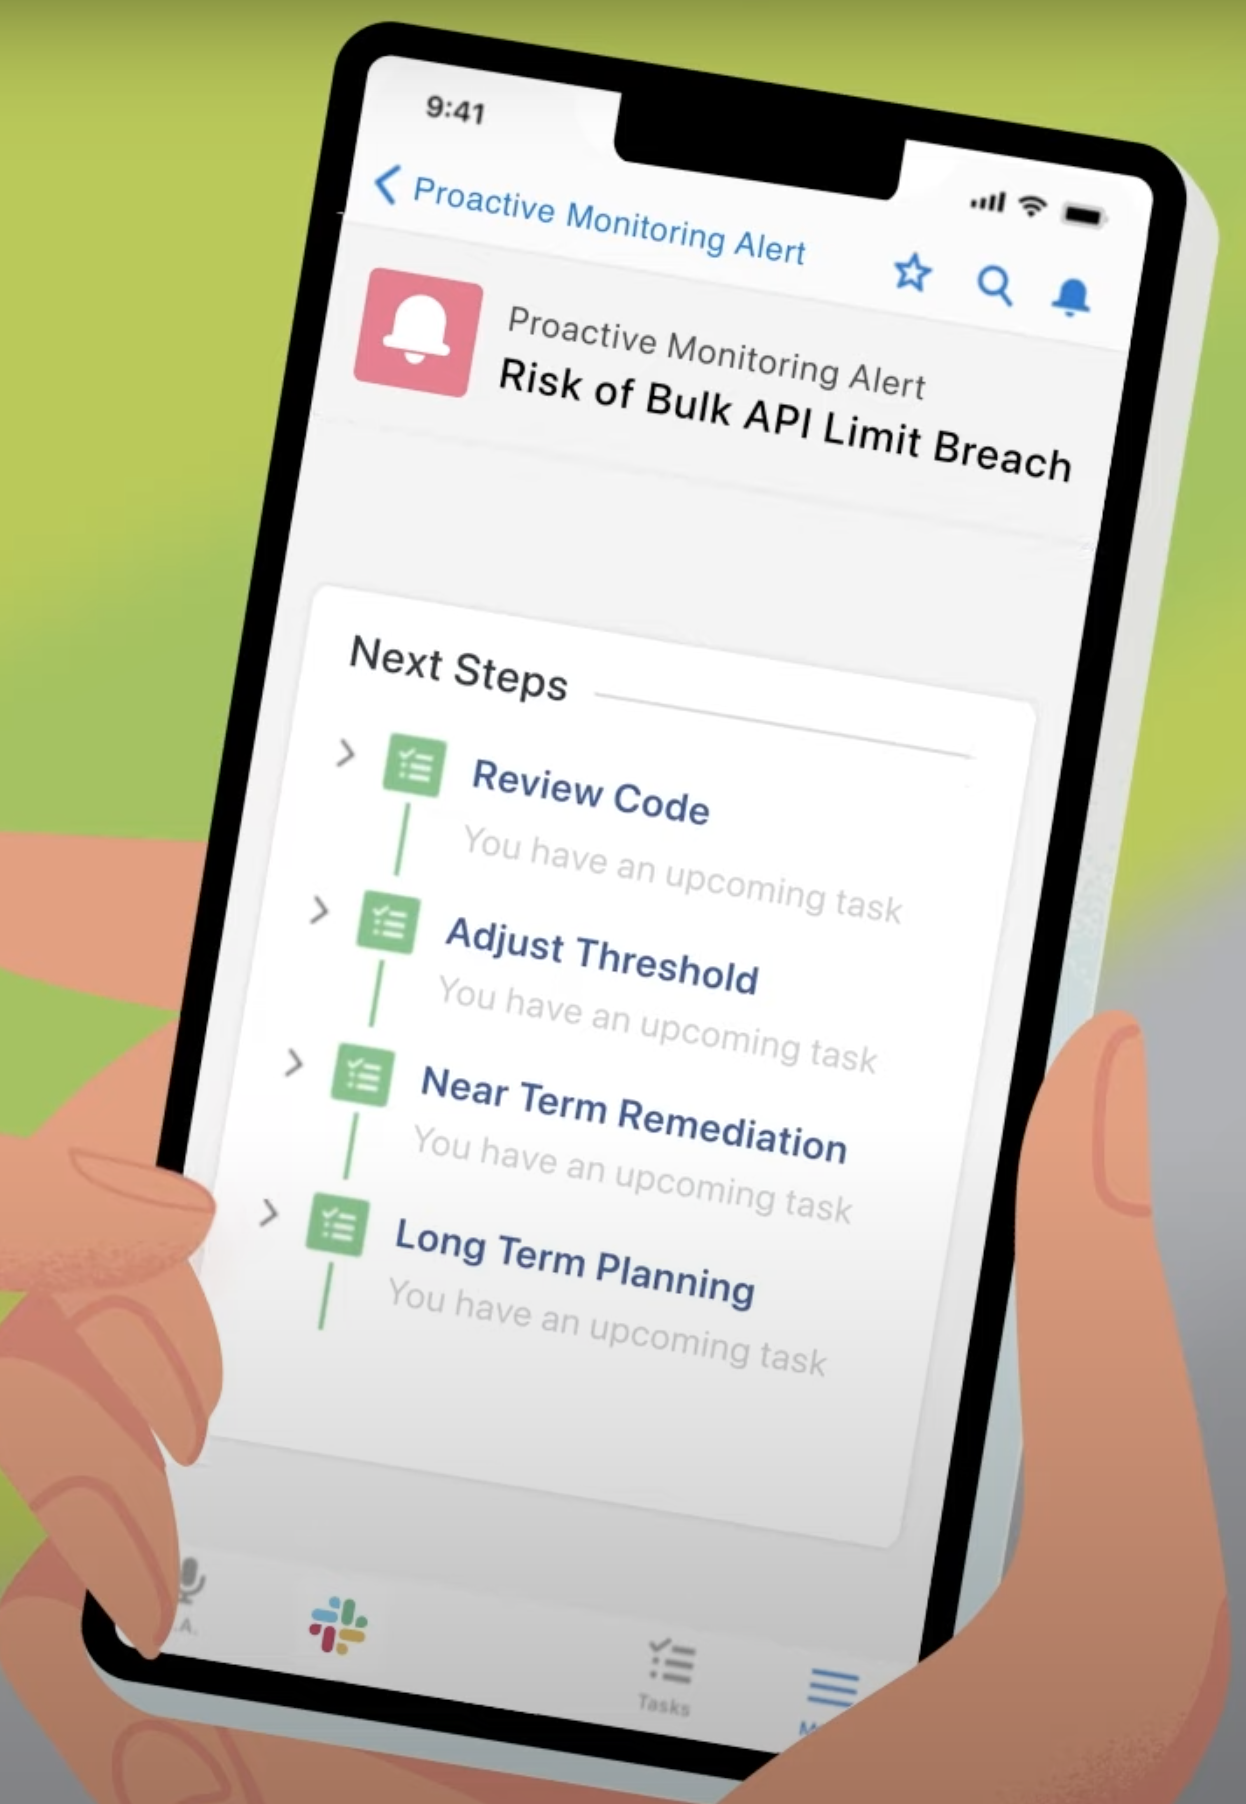 9:41
Proactive Monitoring Alert
Proactive Monitoring Alert
Risk of Bulk API Limit Breach
Next Steps
Review Code
You have an upcoming task
Adjust Threshold
You have an upcoming task
Near Term Remediation
You have an upcoming task
Long Term Planning
You have an upcoming task
Tasks